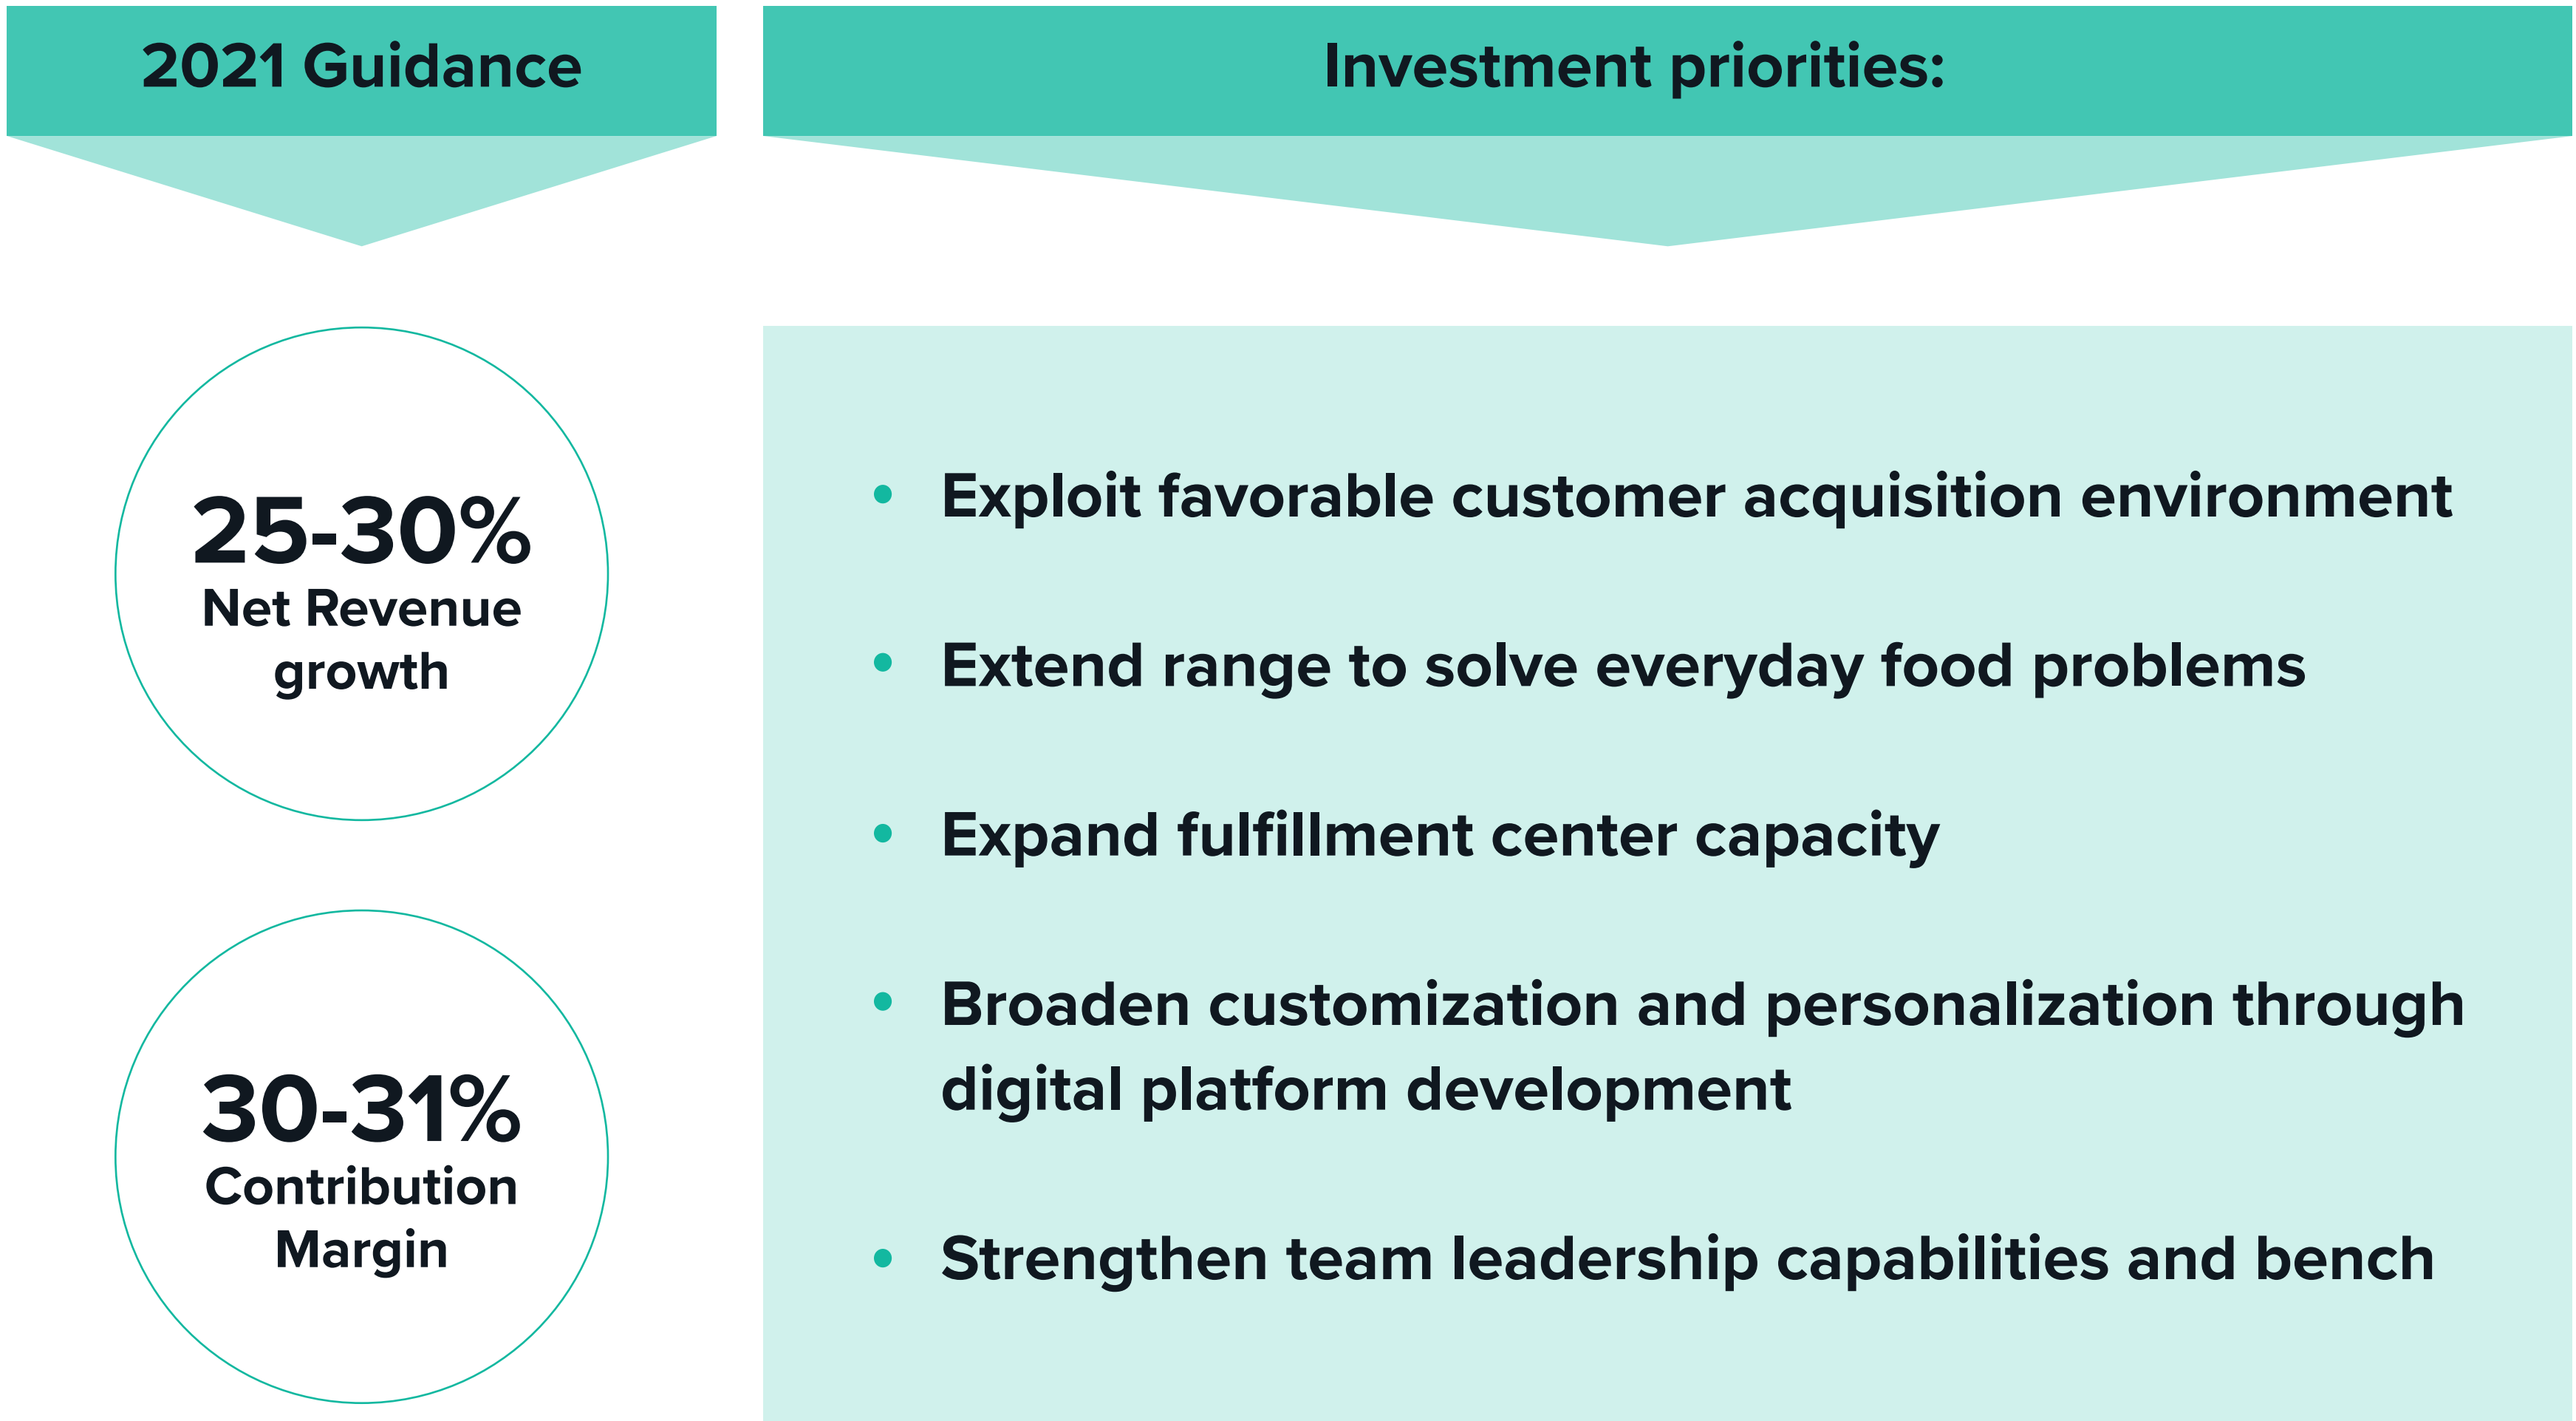 2021 Guidance
25-30%
Net Revenue
growth
30-31%
Contribution
Margin
Investment priorities:
• Exploit favorable customer acquisition environment
• Extend range to solve everyday food problems
• Expand fulfillment center capacity
• Broaden customization and personalization through
digital platform development
• Strengthen team leadership capabilities and bench